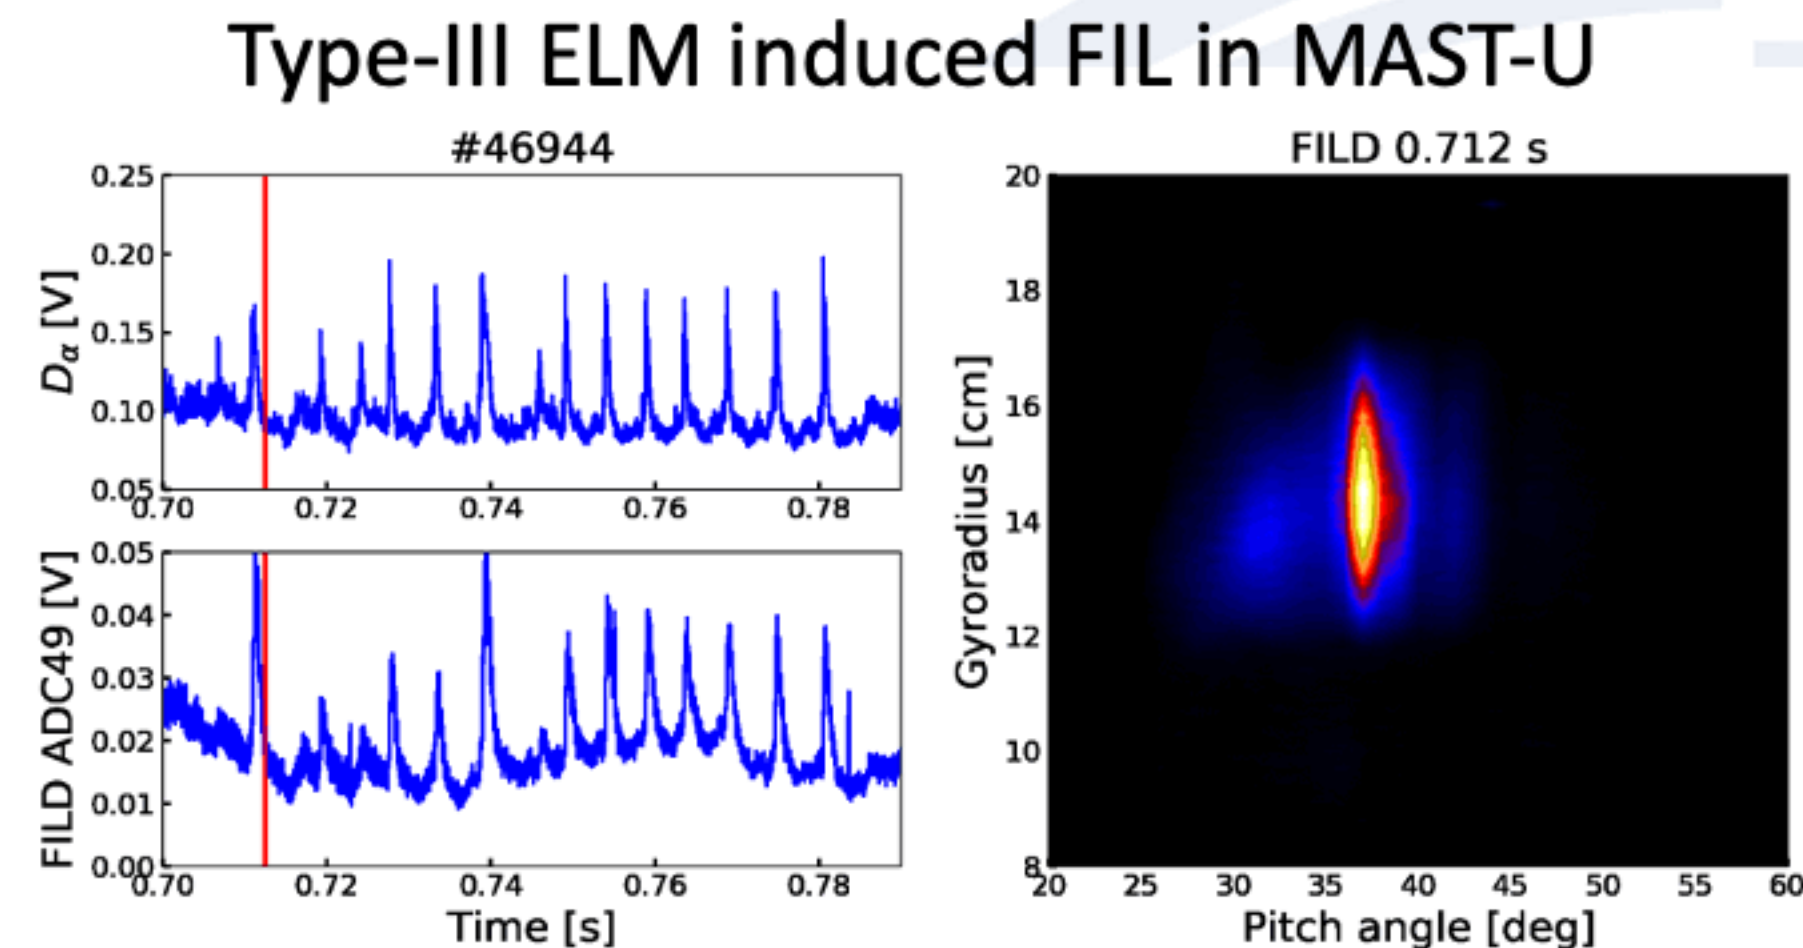 Type-III ELM induced FIL in MAST-U
#46944
0.25
0.20
0.15
0.10
0.05
Dα [V]
0.70 0.72 0.74 0.76 0.78
0.05
0.04
0.03
0.02
0.01
0.00
FILD ADC49 [V]
0.70 0.72 0.74 0.76 0.78
Time [s]
FILD 0.712 s
20
18
16
14
12
10
8
Gyroradius [cm]
20 25 30 35 40 45 50 55 60
Pitch angle [deg]